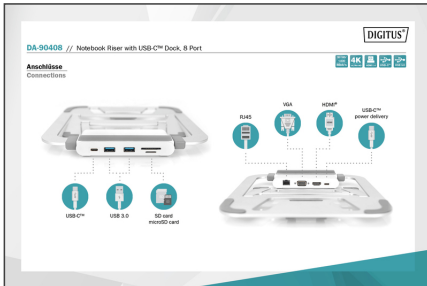 DIGITUS®
DA-90408 // Notebook Riser with USB-C™ Dock, 8 Port
Anschlüsse
Connections
4K
RJ45
VGA
HDMI®
USB-C™
power delivery
USB-C™
USB 3.0
SD card
microSD card